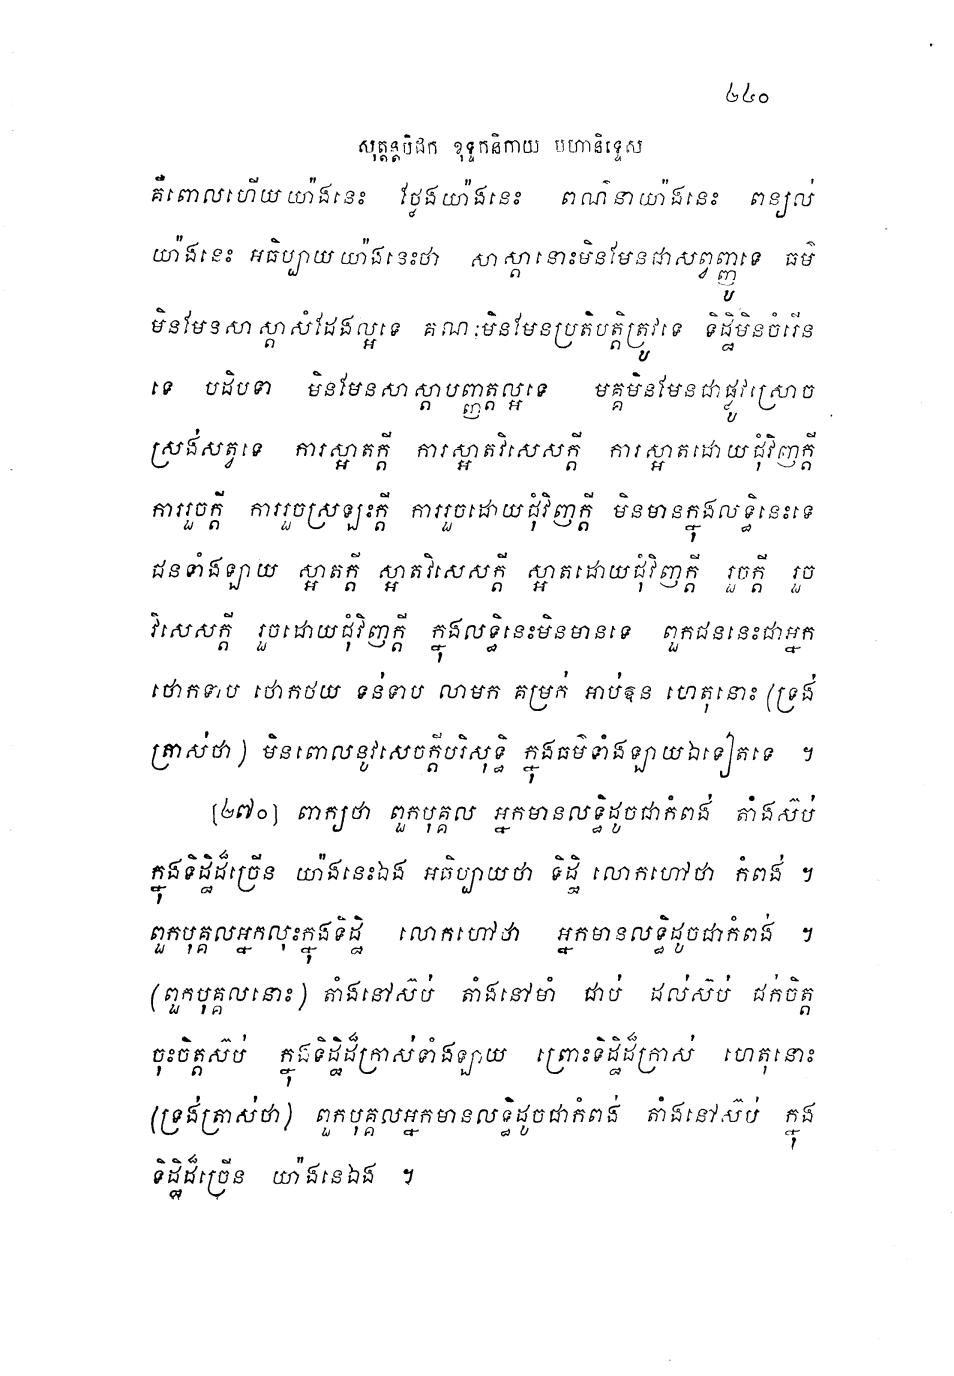 ៤៤០
សុត្តន្តបិដក ខុទ្ទកនិកាយ មហានិទ្ទេស
គឺពោលហើយយ៉ាងនេះ ថ្លែងយ៉ាងនេះ ពណ៌នាយ៉ាងនេះ ពន្យល់
យ៉ាងនេះ អធិប្បាយយ៉ាងនេះថា សាស្តានោះមិនមែនជាសព្វញ្ញូទេ ធម៌
មិនមែនសាស្តាសំដែងល្អទេ គណៈមិនមែនប្រតិបត្តិត្រូវទេ ទិដ្ឋិមិនចំរើន
ទេ បដិបទា មិនមែនសាស្តាបញ្ញត្តល្អទេ មគ្គមិនមែនជាផ្លូវស្រោច
ស្រង់សត្វទេ ការស្អាតក្តី ការស្អាតវិសេសក្តី ការស្អាតដោយជុំវិញក្តី
ការរួចក្តី ការរួចស្រឡះក្តី ការរួចដោយជុំវិញក្តី មិនមានក្នុងលទ្ធិនេះទេ
ជនទាំងឡាយ ស្អាតក្តី ស្អាតវិសេសក្តី ស្អាតដោយជុំវិញក្តី រួចក្តី រួច
វិសេសក្តី រួចដោយជុំវិញក្តី ក្នុងលទ្ធិនេះមិនមានទេ ពួកជននេះជាអ្នក
ថោកទាប ថោកថយ ទន់ទាប លាមក គម្រក់ អាប់ឱន ហេតុនោះ (ទ្រង់
ត្រាស់ថា) មិនពោលនូវសេចក្តីបរិសុទ្ធិ ក្នុងធម៌ទាំងឡាយឯទៀតទេ ។
[២៧០] ពាក្យថា ពួកបុគ្គល អ្នកមានលទ្ធិដូចជាកំពង់ តាំងស៊ប់
ក្នុងទិដ្ឋិដ៏ច្រើន យ៉ាងនេះឯង អធិប្បាយថា ទិដ្ឋិ លោកហៅថា កំពង់ ។
ពួកបុគ្គលអ្នកលុះក្នុងទិដ្ឋិ លោកហៅថា អ្នកមានលទ្ធិដូចជាកំពង់ ។
(ពួកបុគ្គលនោះ) តាំងនៅស៊ប់ តាំងនៅមាំ ជាប់ ដល់ស៊ប់ ដក់ចិត្ត
ចុះចិត្តស៊ប់ ក្នុងទិដ្ឋិដ៏ក្រាស់ទាំងឡាយ ព្រោះទិដ្ឋិដ៏ក្រាស់ ហេតុនោះ
(ទ្រង់ត្រាស់ថា) ពួកបុគ្គលអ្នកមានលទ្ធិដូចជាកំពង់ តាំងនៅស៊ប់ ក្នុង
ទិដ្ឋិដ៏ច្រើន យ៉ាងនេឯង ។